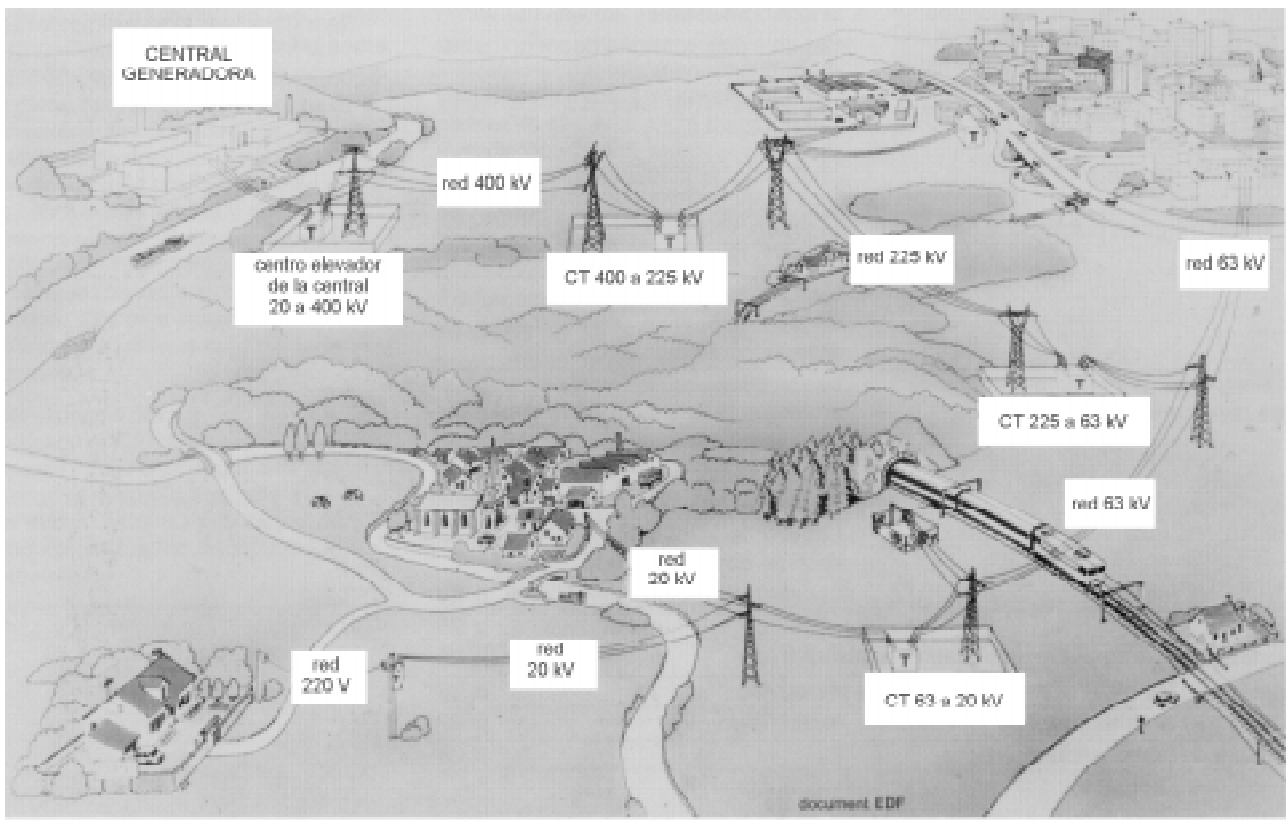 CENTRAL
GENERADORA
red 400 kV
centro elevador
de la central
20 a 400 kV
T
CT 400 a 225 kV
T
T
red 225 kV
red 63 kV
CT 225 a 63 kV
T
red 63 kV
red
20 kV
red
20 kV
red
220 V
CT 63 a 20 kV
T
document EDF